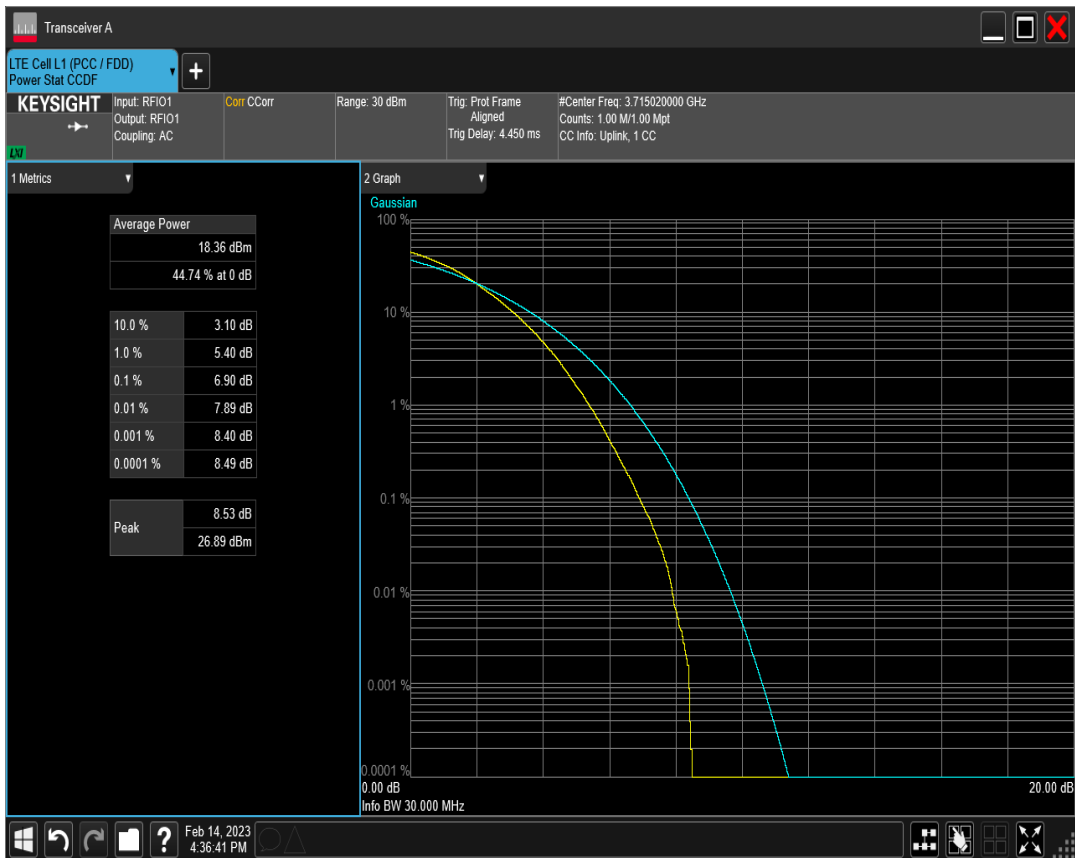 Transceiver A
LTE Cell L1 (PCC / FDD)
Power Stat CCDF
+
KEYSIGHT
LXI
Input: RFIO1
Output: RFIO1
Coupling: AC
Corr CCorr
Range: 30 dBm
Trig: Prot Frame
Aligned
Trig Delay: 4.450 ms
#Center Freq: 3.715020000 GHz
Counts: 1.00 M/1.00 Mpt
CC Info: Uplink, 1 CC
1 Metrics
Average Power
18.36 dBm
44.74 % at 0 dB
10.0 % 3.10 dB
1.0 % 5.40 dB
0.1 % 6.90 dB
0.01 % 7.89 dB
0.001 % 8.40 dB
0.0001 % 8.49 dB
Peak
8.53 dB
26.89 dBm
2 Graph
Gaussian
100 %
10 %
1 %
0.1 %
0.01 %
0.001 %
0.0001 %
0.00 dB
20.00 dB
Info BW 30.000 MHz
?
Feb 14, 2023
4:36:41 PM